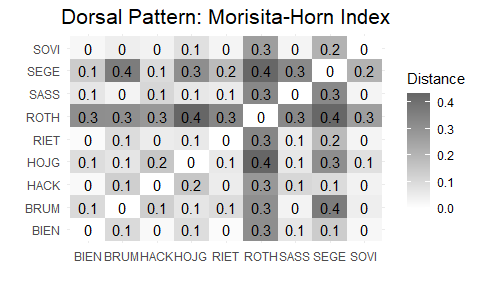 Dorsal Pattern: Morisita-Horn Index
SOVI 0 0 0 0.1 0 0.3 0 0.2 0
SEGE 0.1 0.4 0.1 0.3 0.2 0.4 0.3 0 0.2
SASS 0.1 0 0.1 0.1 0.1 0.3 0 0.3 0
ROTH 0.3 0.3 0.3 0.4 0.3 0 0.3 0.4 0.3
RIET 0 0.1 0 0.1 0 0.3 0.1 0.2 0
HOJG 0.1 0.1 0.2 0 0.1 0.4 0.1 0.3 0.1
HACK 0 0.1 0 0.2 0 0.3 0.1 0.1 0
BRUM 0.1 0 0.1 0.1 0.1 0.3 0 0.4 0
BIEN 0 0.1 0 0.1 0 0.3 0.1 0.1 0
BIEN BRUM HACK HOJG RIET ROTH SASS SEGE SOVI
Distance
0.4
0.3
0.2
0.1
0.0